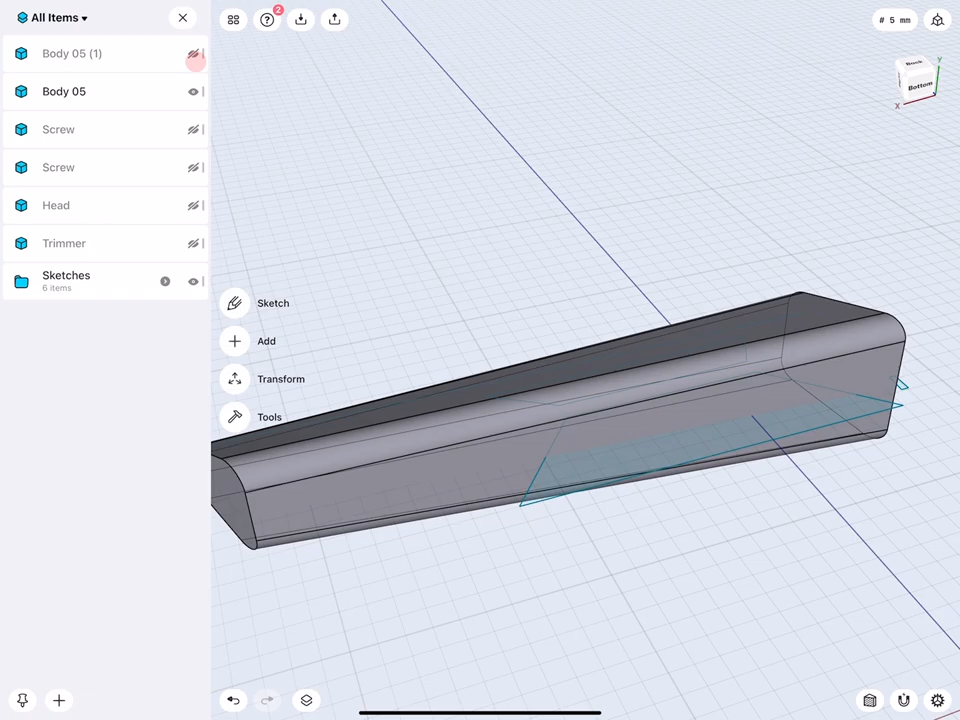 All Items
2
# 5 mm
Body 05 (1)
Body 05
Screw
Screw
Head
Trimmer
Sketches
6 items
Back
Bottom
Y
X
Sketch
Add
Transform
Tools